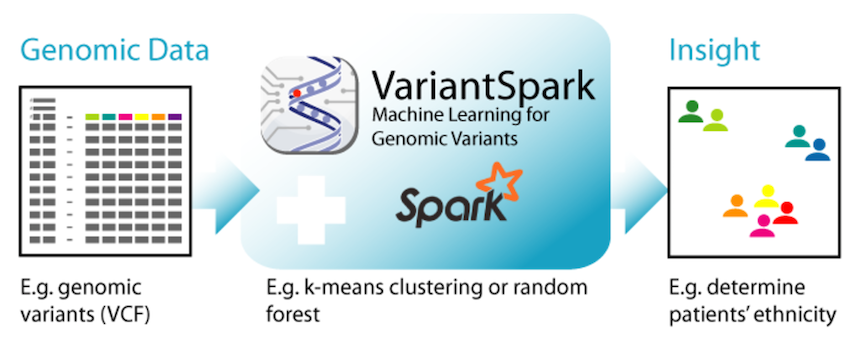 Genomic Data
VariantSpark
Machine Learning for
Genomic Variants
Spark
Insight
E.g. genomic
variants (VCF)
E.g. k-means clustering or random
forest
E.g. determine
patients’ ethnicity